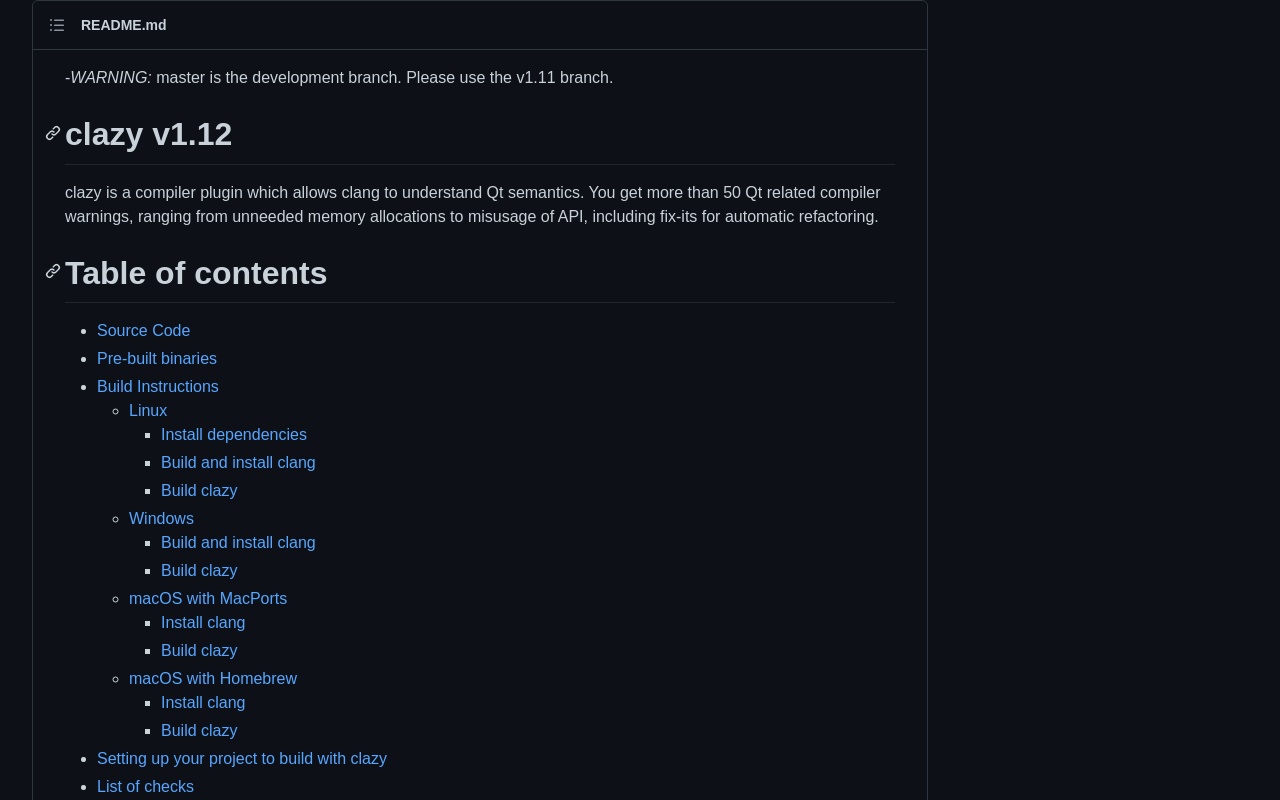 README.md
-WARNING: master is the development branch. Please use the v1.11 branch.
clazy v1.12
clazy is a compiler plugin which allows clang to understand Qt semantics. You get more than 50 Qt related compiler
warnings, ranging from unneeded memory allocations to misusage of API, including fix-its for automatic refactoring.
Table of contents
Source Code
Pre-built binaries
Build Instructions
Linux
Install dependencies
Build and install clang
Build clazy
Windows
Build and install clang
Build clazy
macOS with MacPorts
Install clang
Build clazy
macOS with Homebrew
Install clang
Build clazy
Setting up your project to build with clazy
List of checks